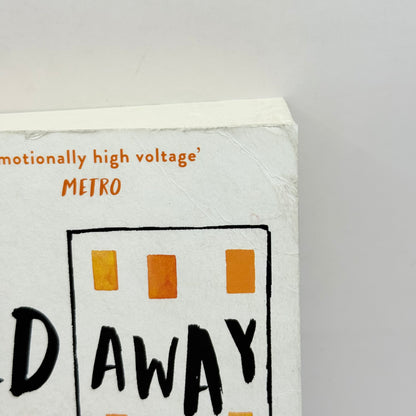 motionally high voltage’
METRO
D AWAY